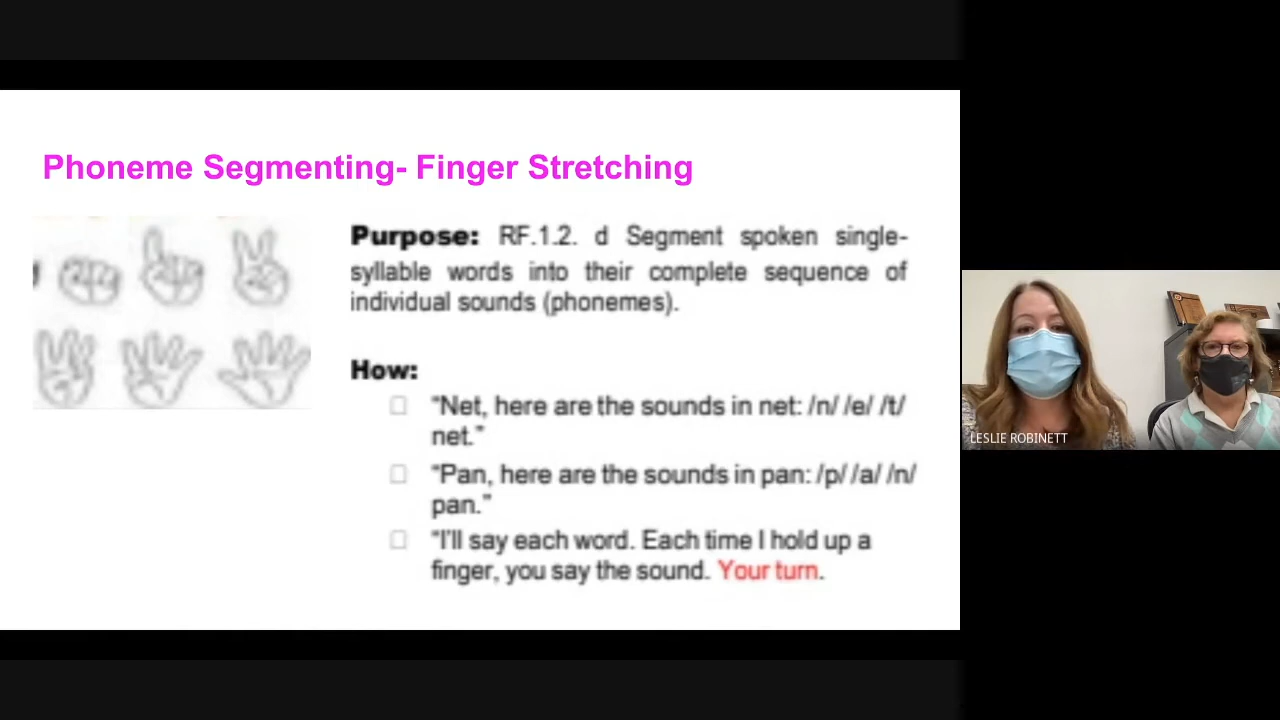 Phoneme Segmenting- Finger Stretching
Purpose: RF.1.2. d Segment spoken single-
syllable words into their complete sequence of
individual sounds (phonemes).
How:
"Net, here are the sounds in net: /n/ /e/ /t/
net."
"Pan, here are the sounds in pan: /p/ /a/ /n/
pan."
"I'll say each word. Each time I hold up a
finger, you say the sound. Your turn.
LESLIE ROBINETT